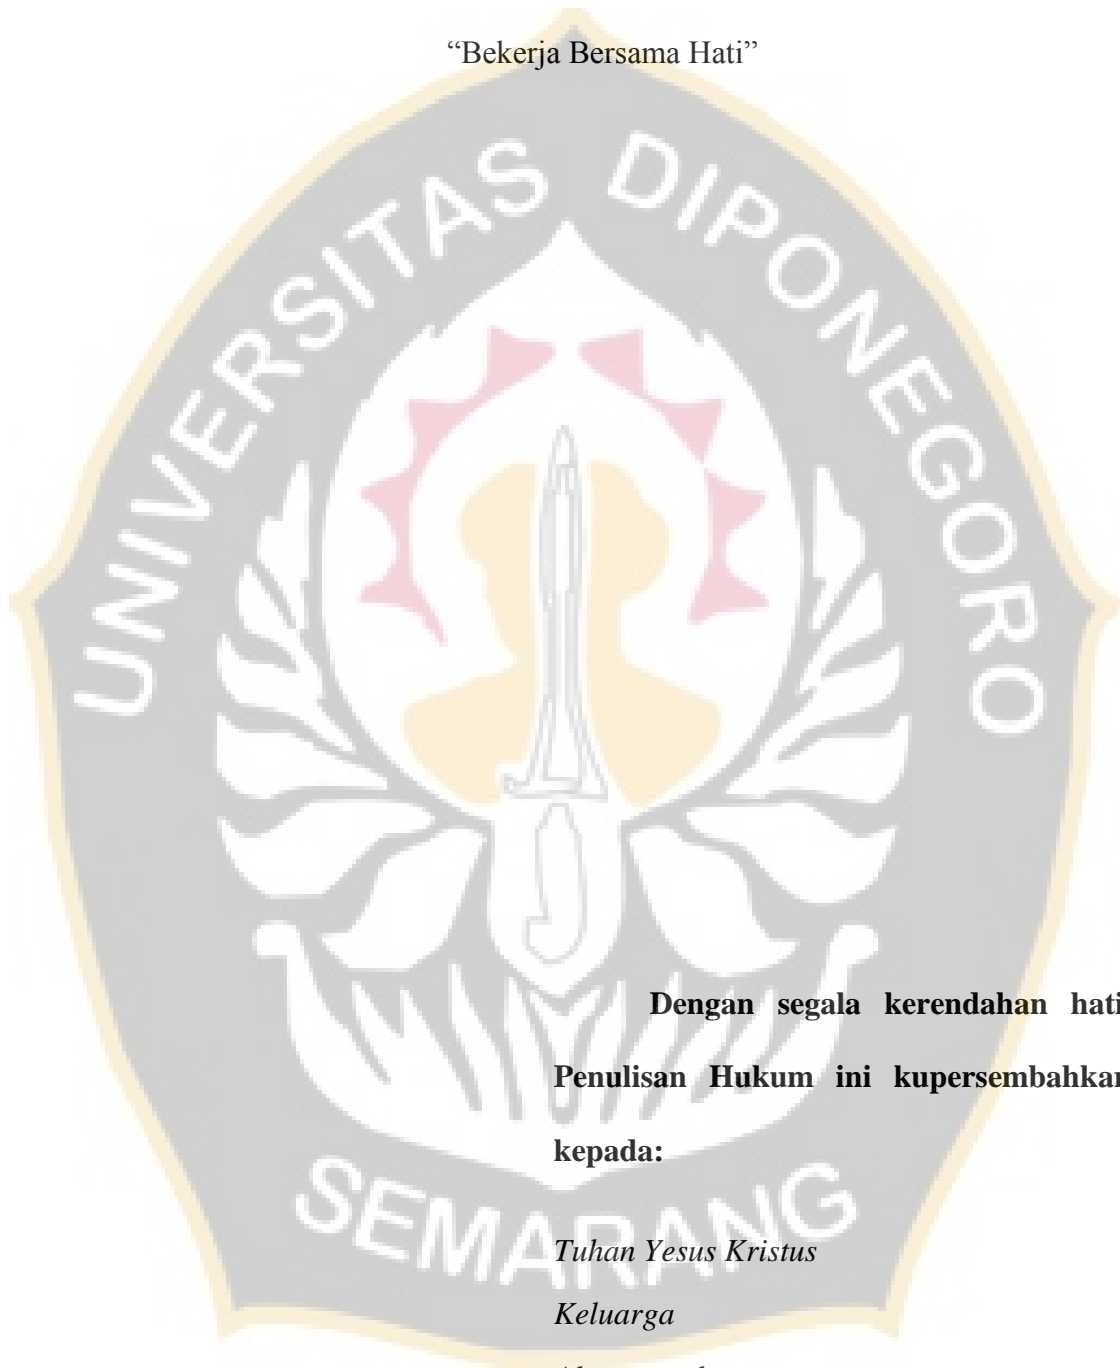 “Bekerja Bersama Hati”
UNIVERSITAS DIPONEGORO
Dengan segala kerendahan hati
Penulisan Hukum ini kupersembahkan
kepada:
SEMARANG
Tuhan Yesus Kristus
Keluarga